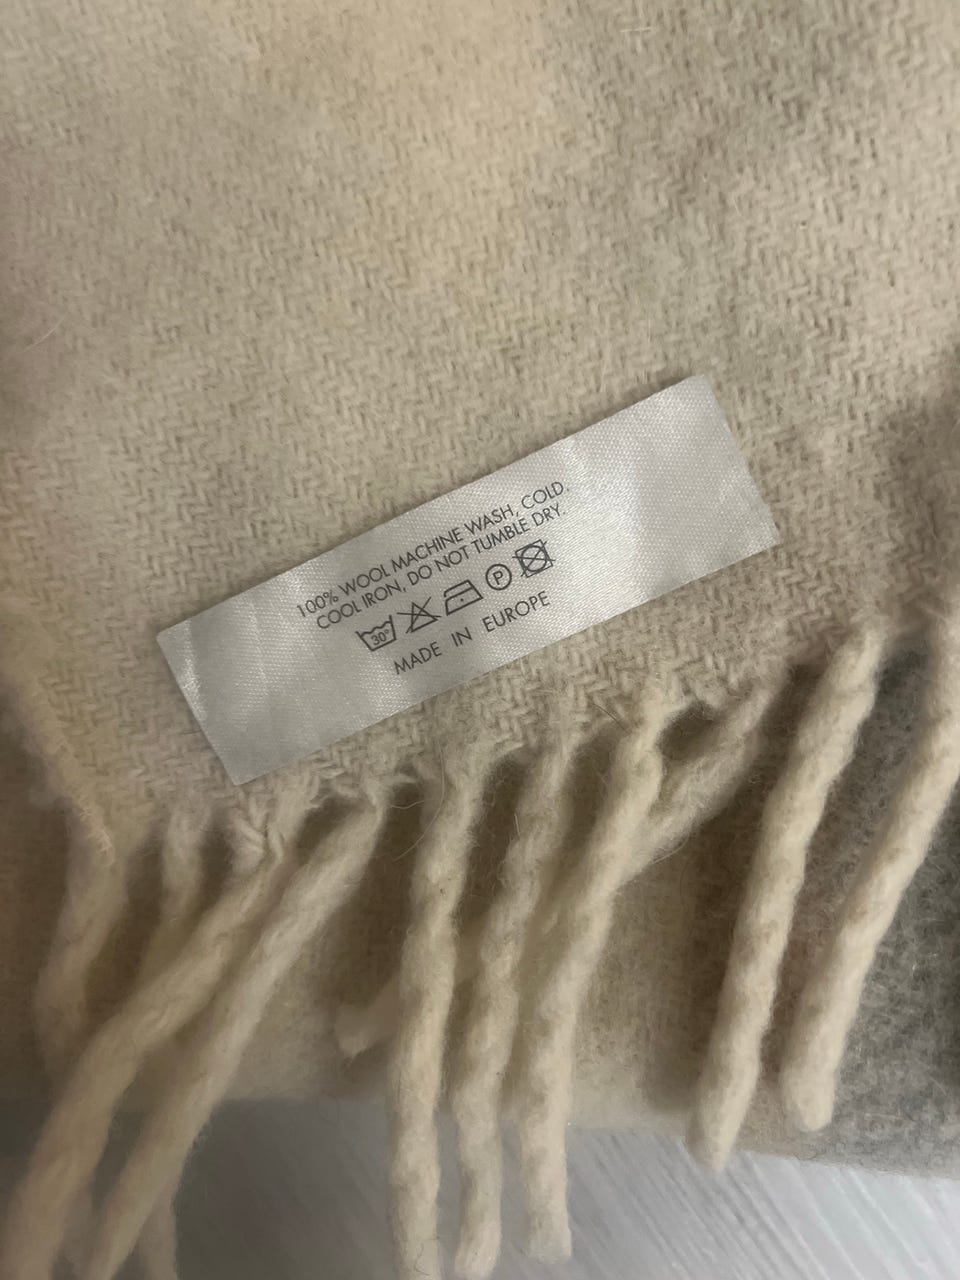 100% WOOL MACHINE WASH, COLD.
COOL IRON, DO NOT TUMBLE DRY.
30° P
MADE IN EUROPE